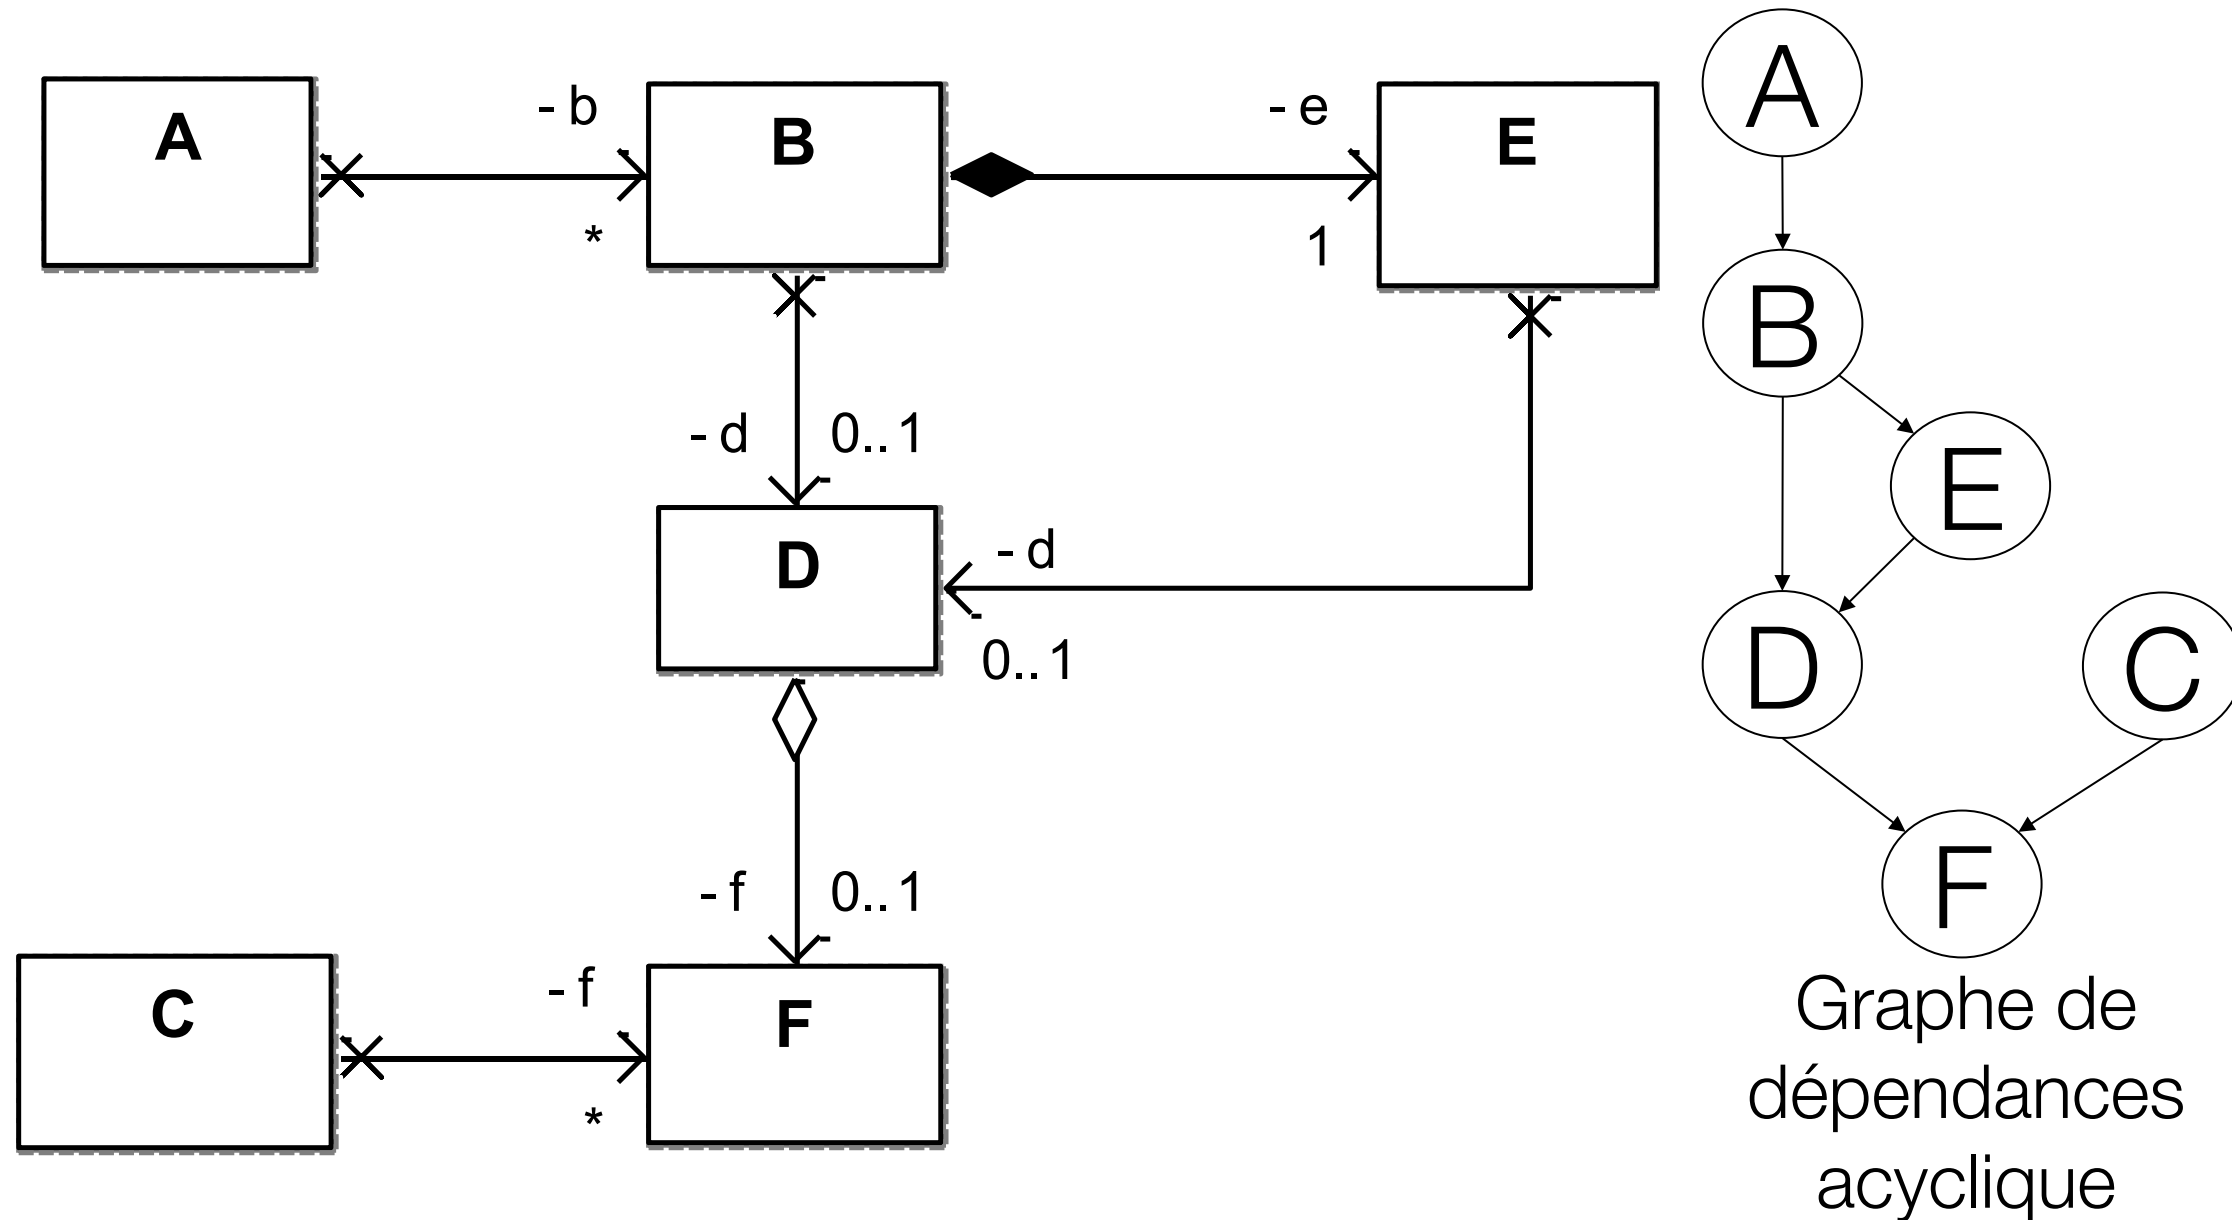 A
- b
*
B
- e
1
E
- d
0..1
D
- d
0..1
- f
0..1
C
- f
*
F
A
B
E
D
C
F
Graphe de
dépendances
acyclique